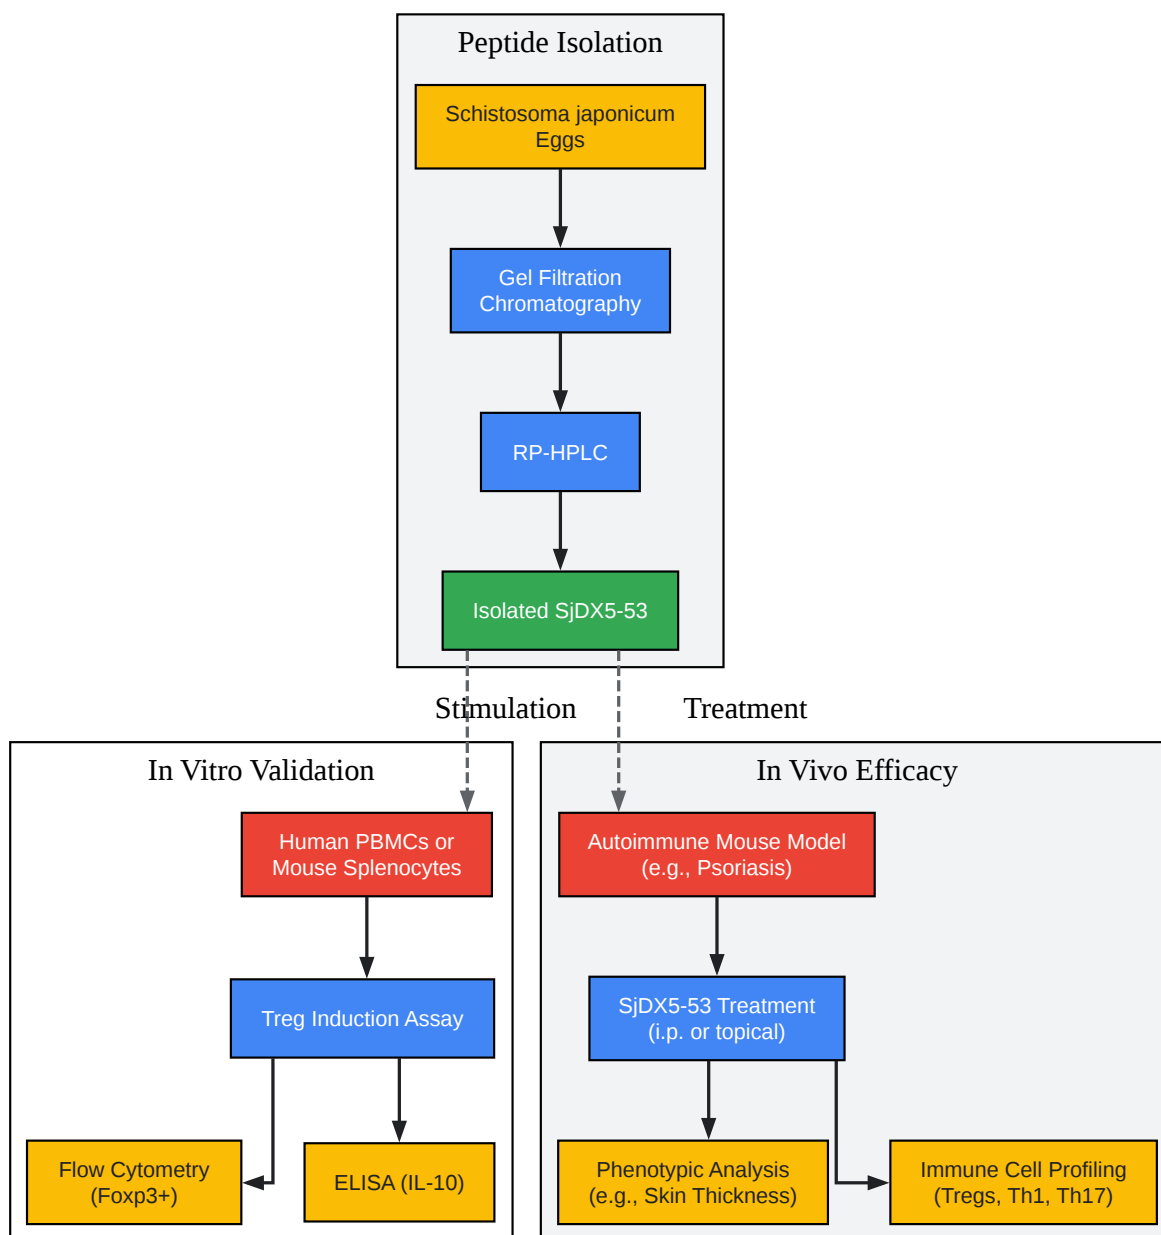 Peptide Isolation
Schistosoma japonicum
Eggs
Gel Filtration
Chromatography
RP-HPLC
Isolated SjDX5-53
Stimulation
Treatment
In Vitro Validation
Human PBMCs or
Mouse Splenocytes
Treg Induction Assay
Flow Cytometry
(Foxp3+)
ELISA (IL-10)
In Vivo Efficacy
Autoimmune Mouse Model
(e.g., Psoriasis)
SjDX5-53 Treatment
(i.p. or topical)
Phenotypic Analysis
(e.g., Skin Thickness)
Immune Cell Profiling
(Tregs, Th1, Th17)